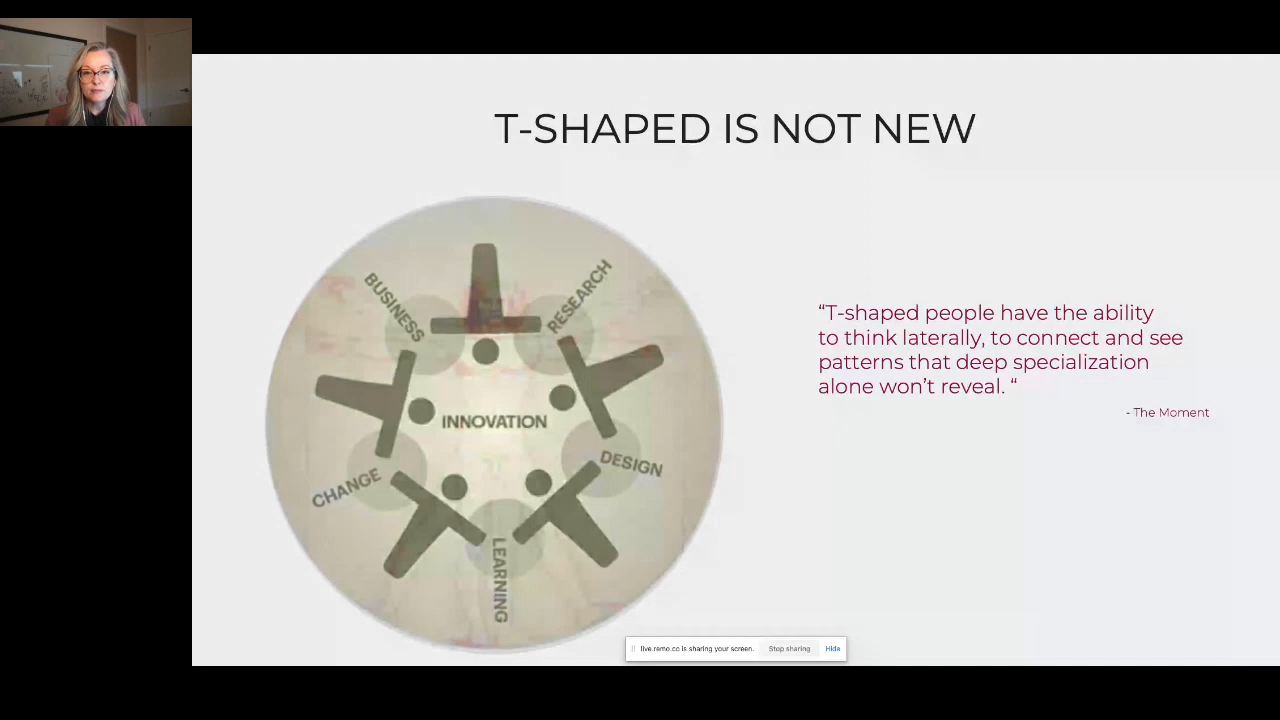 T-SHAPED IS NOT NEW
BUSINESS
RESEARCH
INNOVATION
CHANGE
DESIGN
LEARNING
“T-shaped people have the ability
to think laterally, to connect and see
patterns that deep specialization
alone won’t reveal. “
- The Moment
live.remo.co is sharing your screen.
Stop sharing
Hide